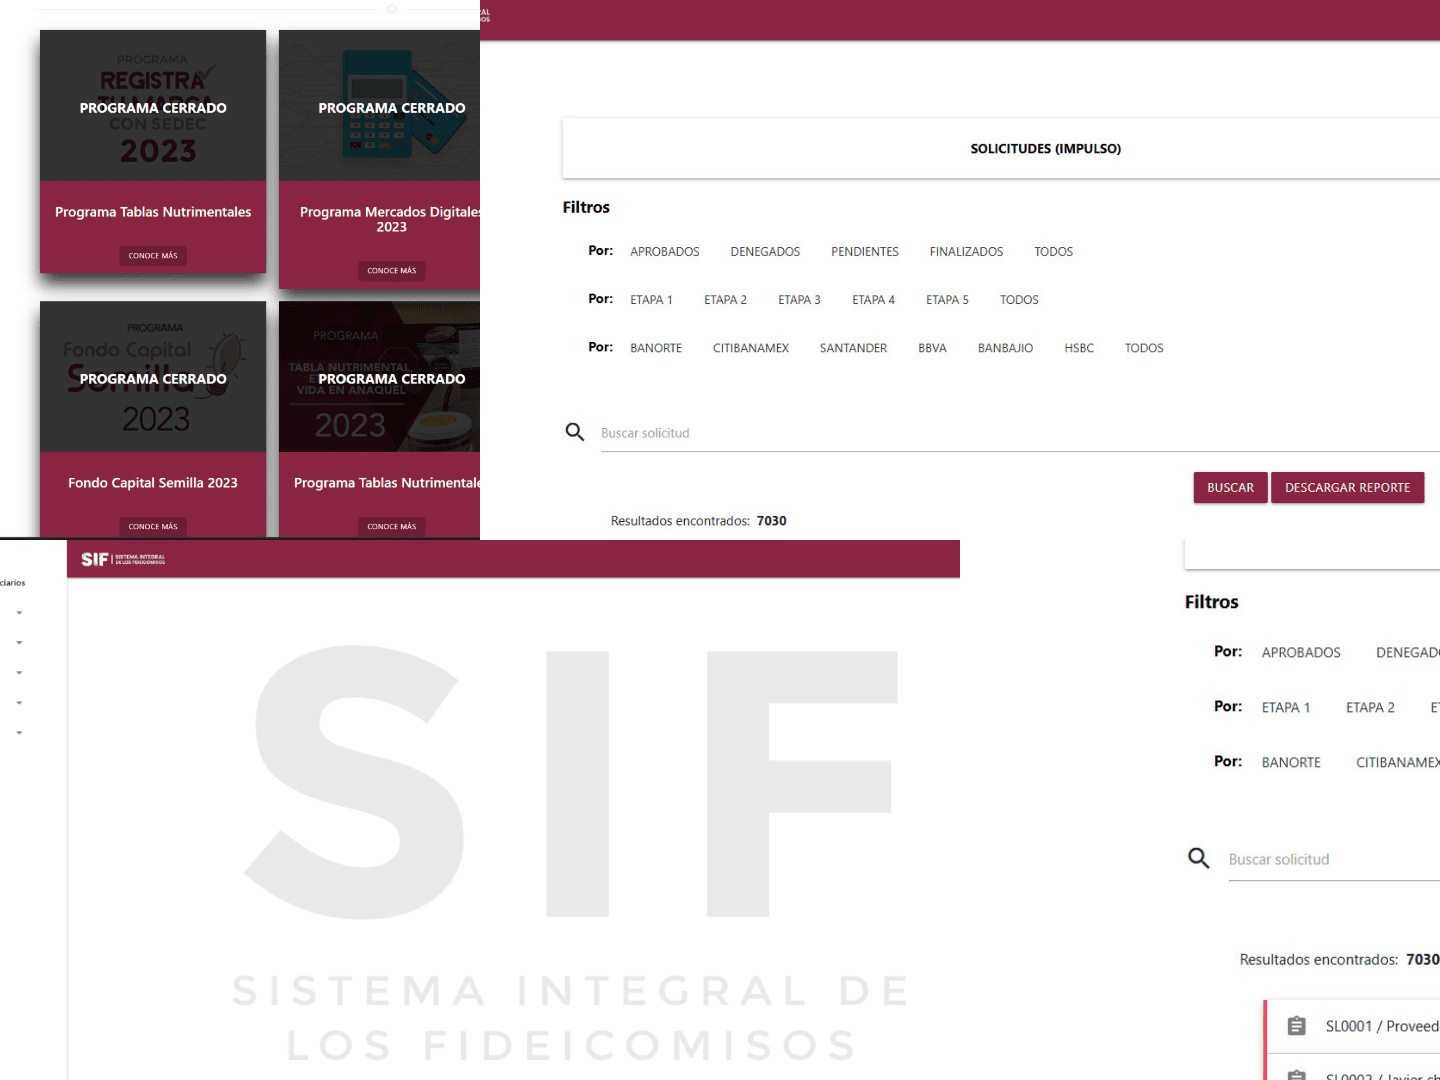 PROGRAMA
REGISTRA
TU MARCA
CON SEDEC
2023
PROGRAMA CERRADO
Programa Tablas Nutrimentales
CONOCE MÁS
PROGRAMA CERRADO
Programa Mercados Digitales
2023
CONOCE MÁS
PROGRAMA
Fondo Capital
Semilla
2023
PROGRAMA CERRADO
Fondo Capital Semilla 2023
CONOCE MÁS
PROGRAMA
TABLA NUTRIMENTAL,
VIDA EN ANAQUEL
2023
PROGRAMA CERRADO
Programa Tablas Nutrimentale
CONOCE MÁS
SOLICITUDES (IMPULSO)
Filtros
Por: APROBADOS DENEGADOS PENDIENTES FINALIZADOS TODOS
Por: ETAPA 1 ETAPA 2 ETAPA 3 ETAPA 4 ETAPA 5 TODOS
Por: BANORTE CITIBANAMEX SANTANDER BBVA BANBAJIO HSBC TODOS
Buscar solicitud
BUSCAR DESCARGAR REPORTE
Resultados encontrados: 7030
ciarios
SIF | SISTEMA INTEGRAL
DE LOS FIDEICOMISOS
SIF
SISTEMA INTEGRAL DE
LOS FIDEICOMISOS
Filtros
Por: APROBADOS DENEGADO
Por: ETAPA 1 ETAPA 2 ET
Por: BANORTE CITIBANAMEX
Buscar solicitud
Resultados encontrados: 7030
SL0001 / Proveed
SL0002 / Javier ch